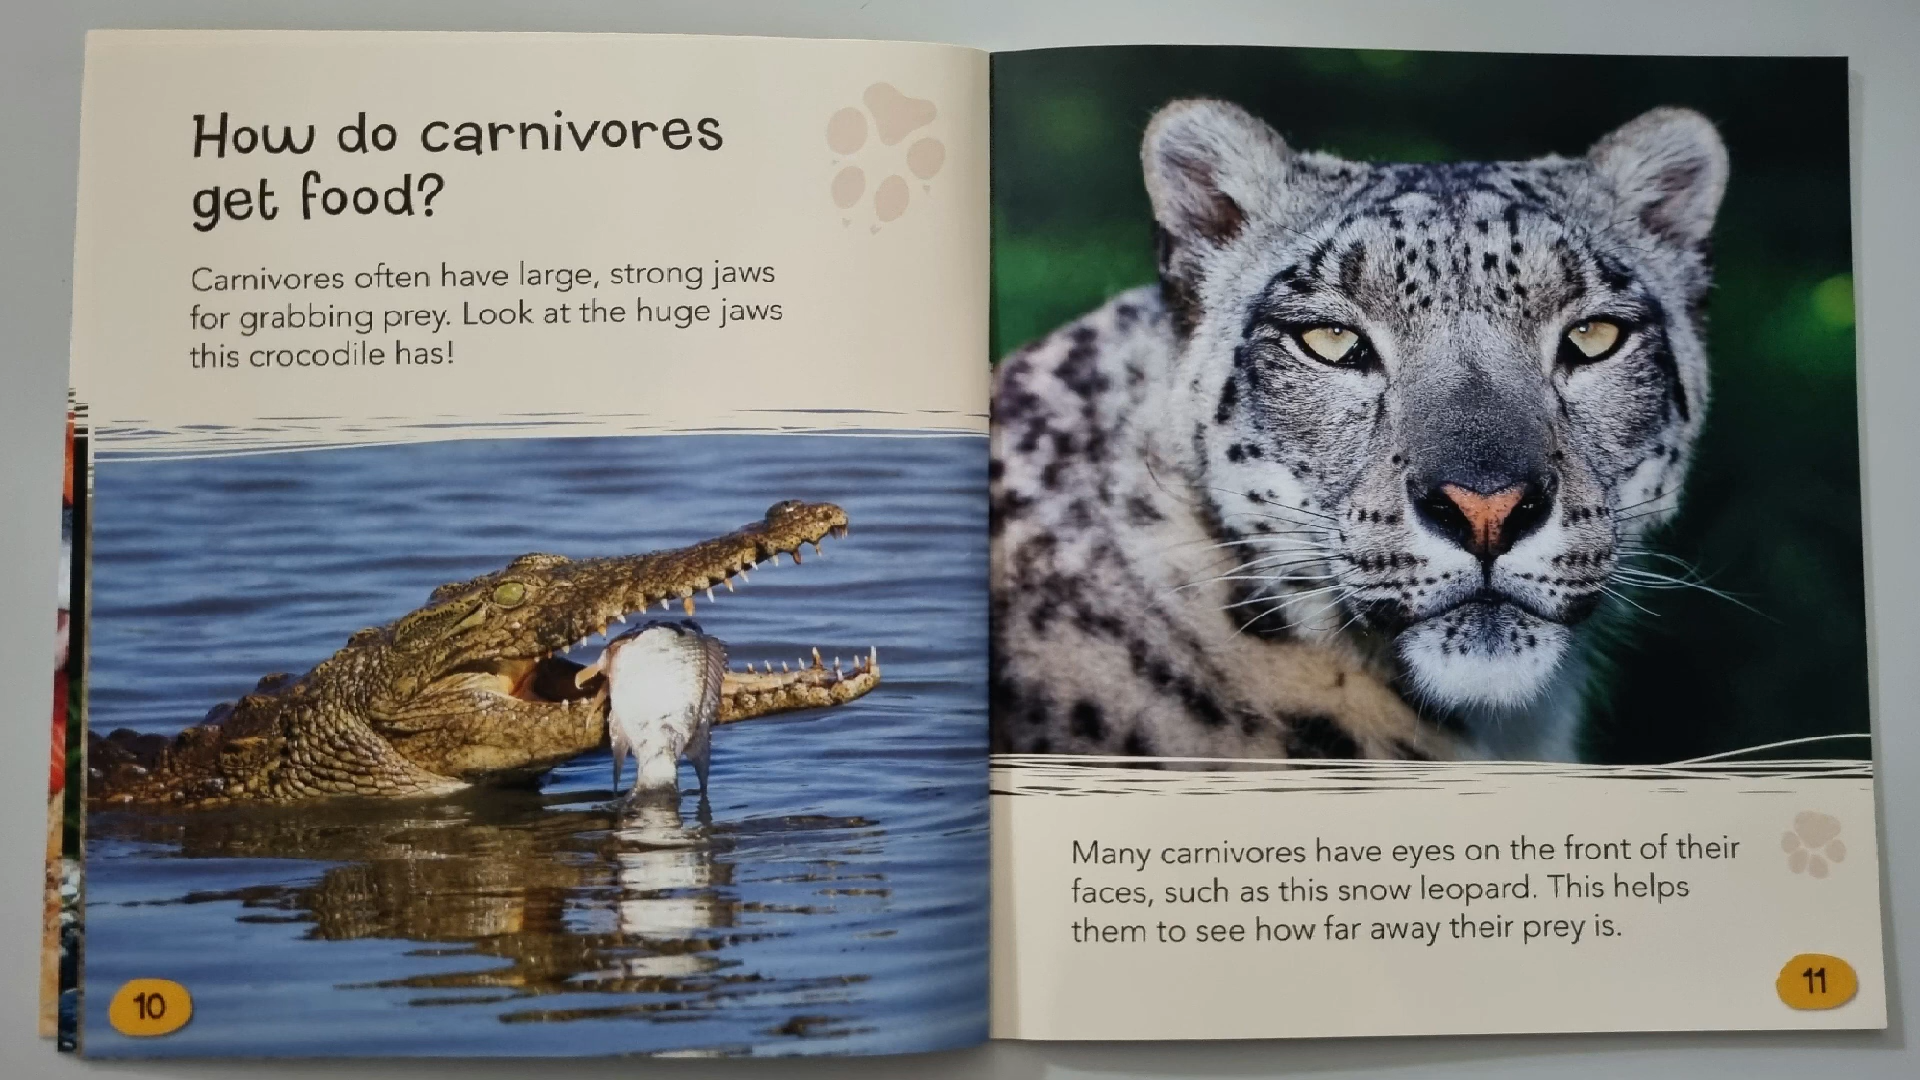 How do carnivores
get food?
Carnivores often have large, strong jaws
for grabbing prey. Look at the huge jaws
this crocodile has!
10
Many carnivores have eyes on the front of their
faces, such as this snow leopard. This helps
them to see how far away their prey is.
11